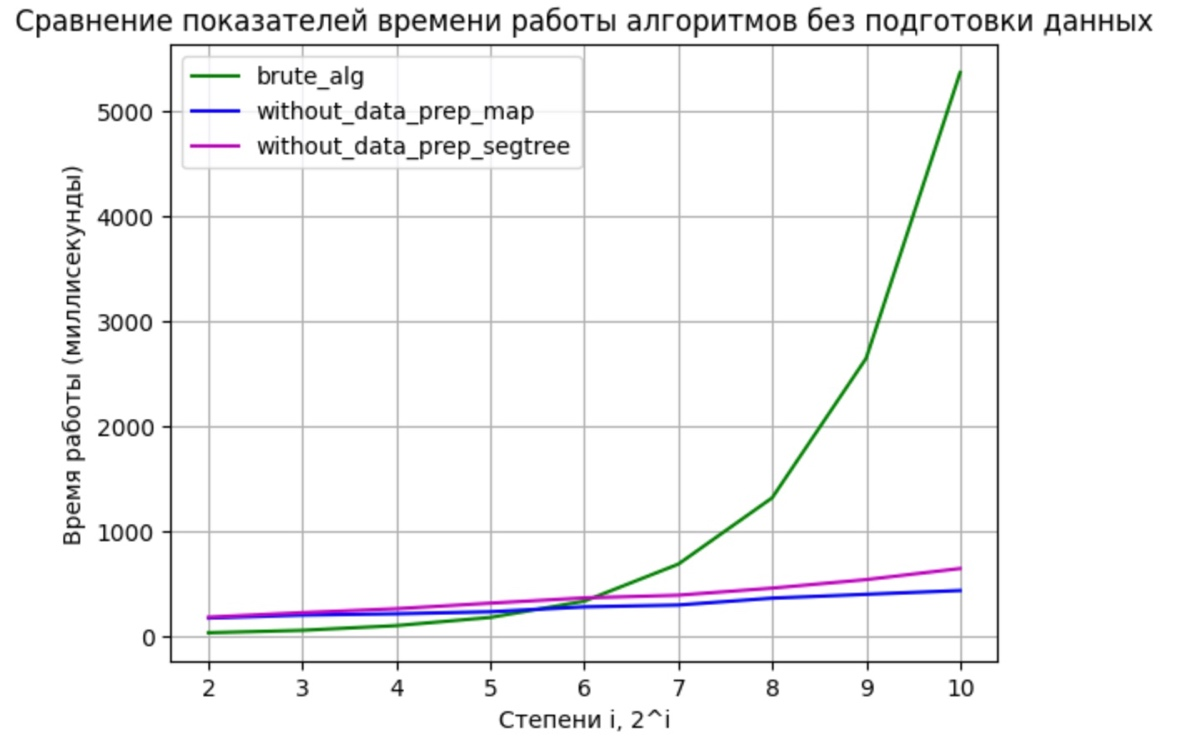 Сравнение показателей времени работы алгоритмов без подготовки данных
brute_alg
without_data_prep_map
without_data_prep_segtree
Время работы (миллисекунды)
5000
4000
3000
2000
1000
0
2 3 4 5 6 7 8 9 10
Степени i, 2^i